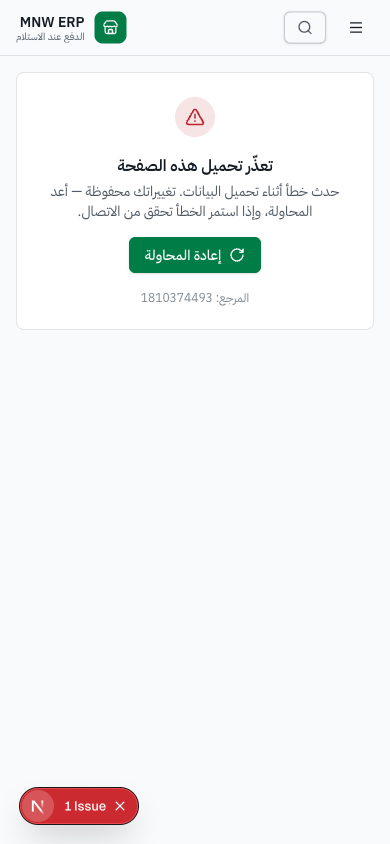 MNW ERP
الدفع عند الاستلام
تعذّر تحميل هذه الصفحة
حدث خطأ أثناء تحميل البيانات. تغييراتك محفوظة — أعد
المحاولة، وإذا استمر الخطأ تحقق من الاتصال.
إعادة المحاولة
المرجع: 1810374493
1 Issue